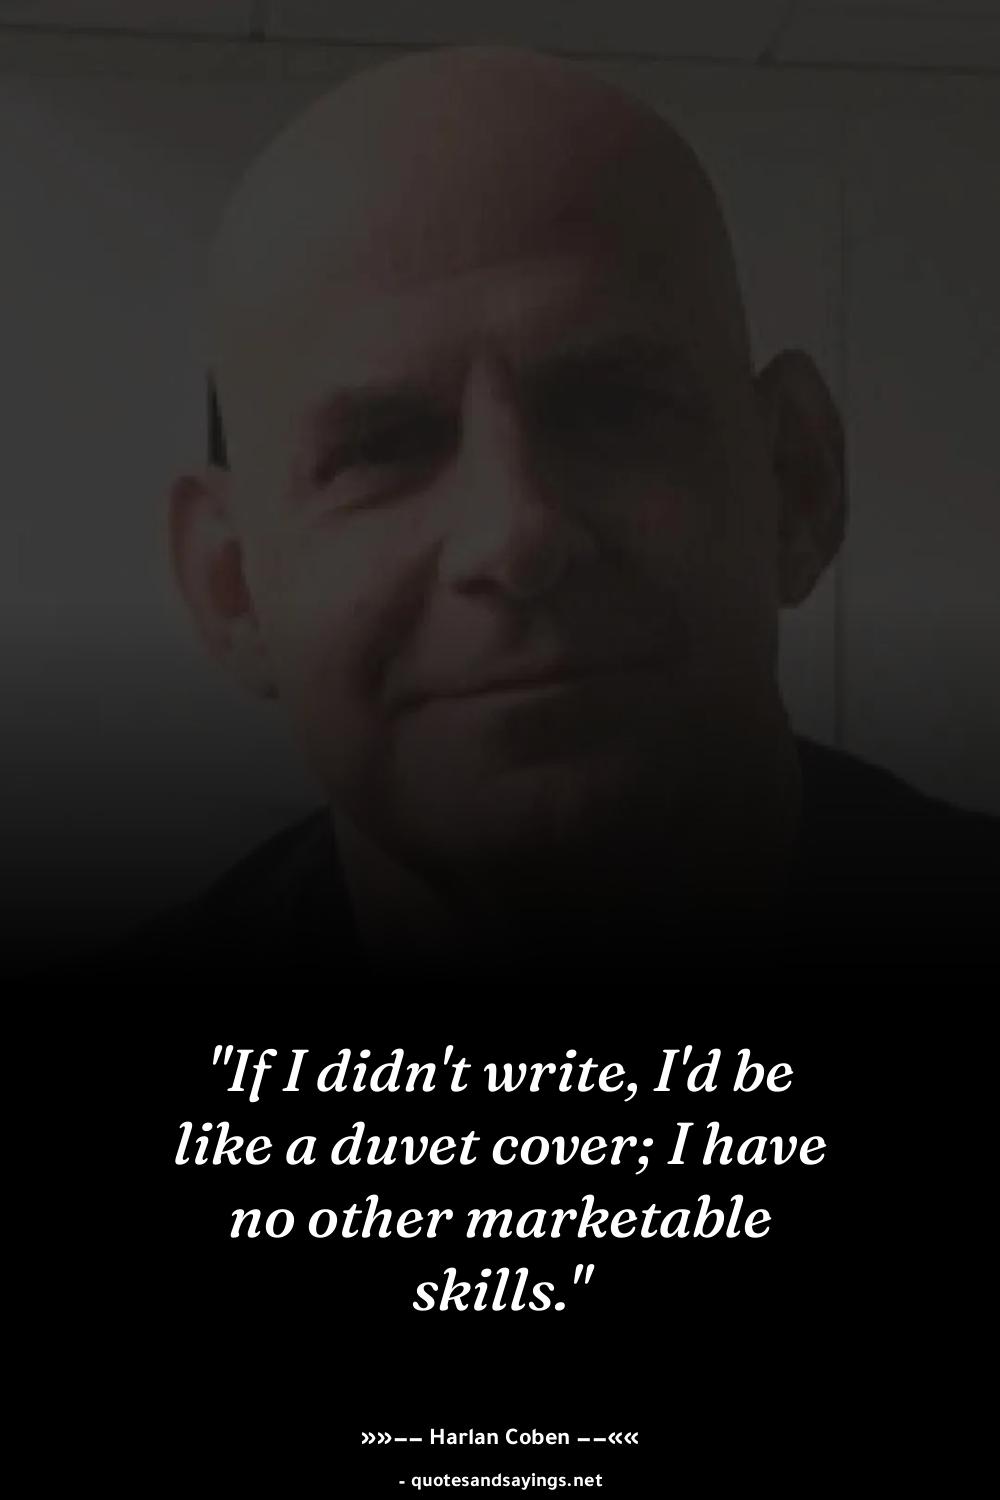 "If I didn't write, I'd be
like a duvet cover; I have
no other marketable
skills."
»»−− Harlan Coben −−««
- quotesandsayings.net